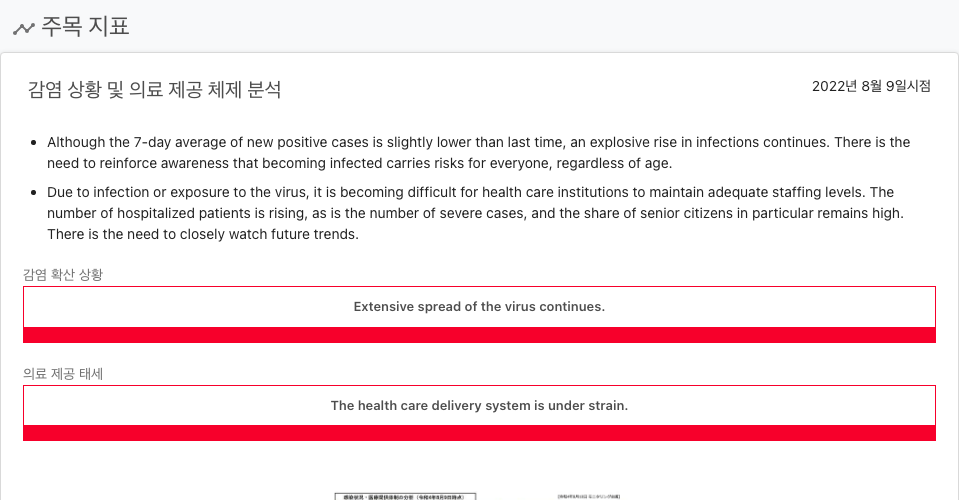 주목 지표
감염 상황 및 의료 제공 체제 분석
2022년 8월 9일시점
Although the 7-day average of new positive cases is slightly lower than last time, an explosive rise in infections continues. There is the
need to reinforce awareness that becoming infected carries risks for everyone, regardless of age.
Due to infection or exposure to the virus, it is becoming difficult for health care institutions to maintain adequate staffing levels. The
number of hospitalized patients is rising, as is the number of severe cases, and the share of senior citizens in particular remains high.
There is the need to closely watch future trends.
감염 확산 상황
Extensive spread of the virus continues.
의료 제공 태세
The health care delivery system is under strain.